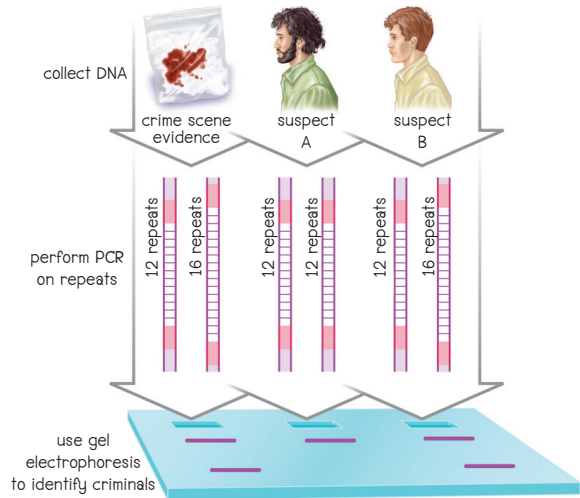 collect DNA
crime scene
evidence
suspect
A
suspect
B
perform PCR
on repeats
12 repeats
16 repeats
12 repeats
12 repeats
12 repeats
16 repeats
use gel
electrophoresis
to identify criminals